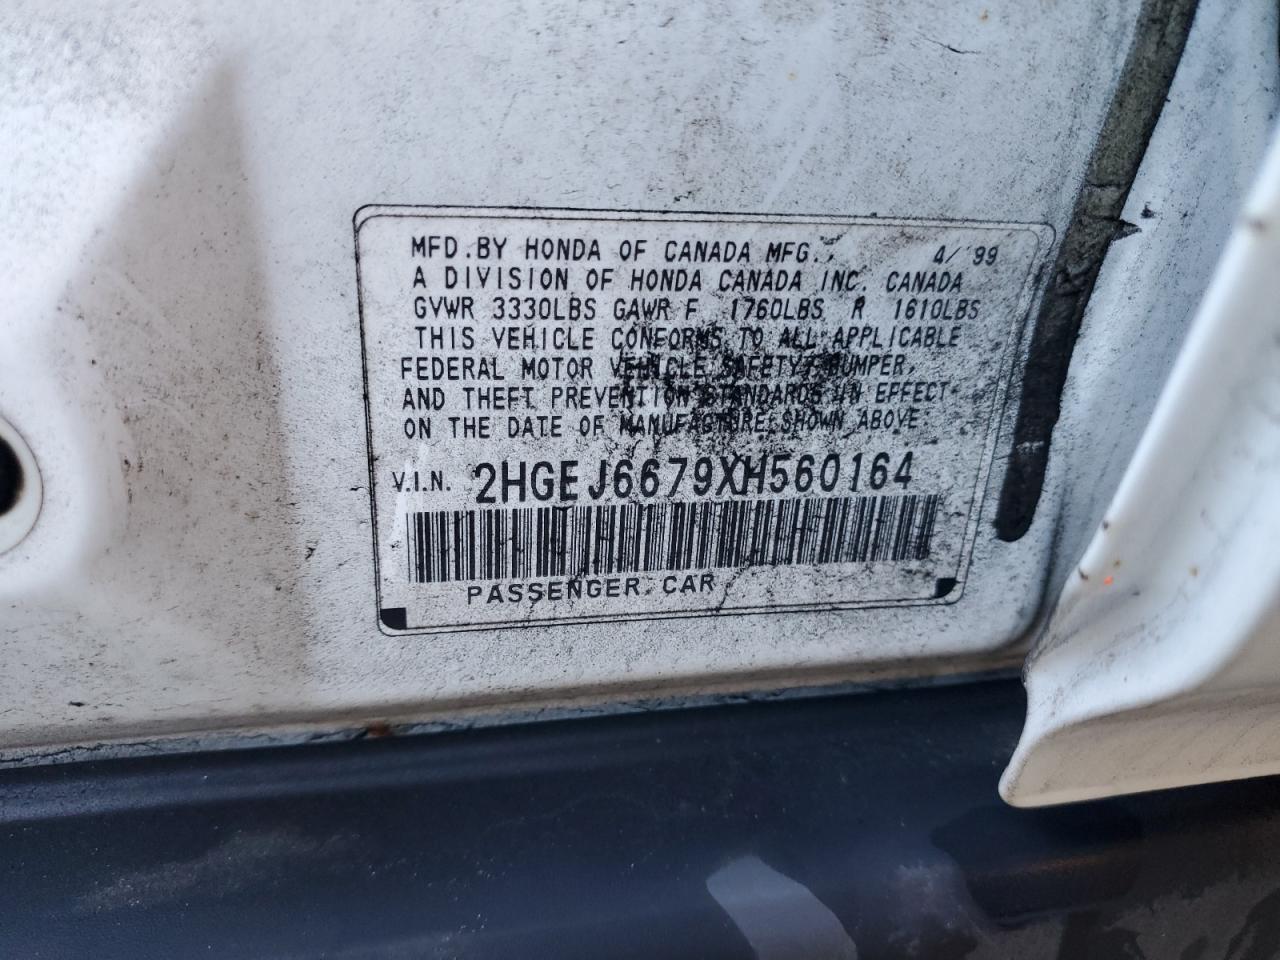 MFD.BY HONDA OF CANADA MFG., 4/'99
A DIVISION OF HONDA CANADA INC. CANADA
GVWR 3330LBS GAWR F 1760LBS R 1610LBS
THIS VEHICLE CONFORMS TO ALL APPLICABLE
FEDERAL MOTOR VEHICLE SAFETY, BUMPER,
AND THEFT PREVENTION STANDARDS IN EFFECT
ON THE DATE OF MANUFACTURE SHOWN ABOVE.
V.I.N. 2HGEJ6679XH560164
PASSENGER CAR